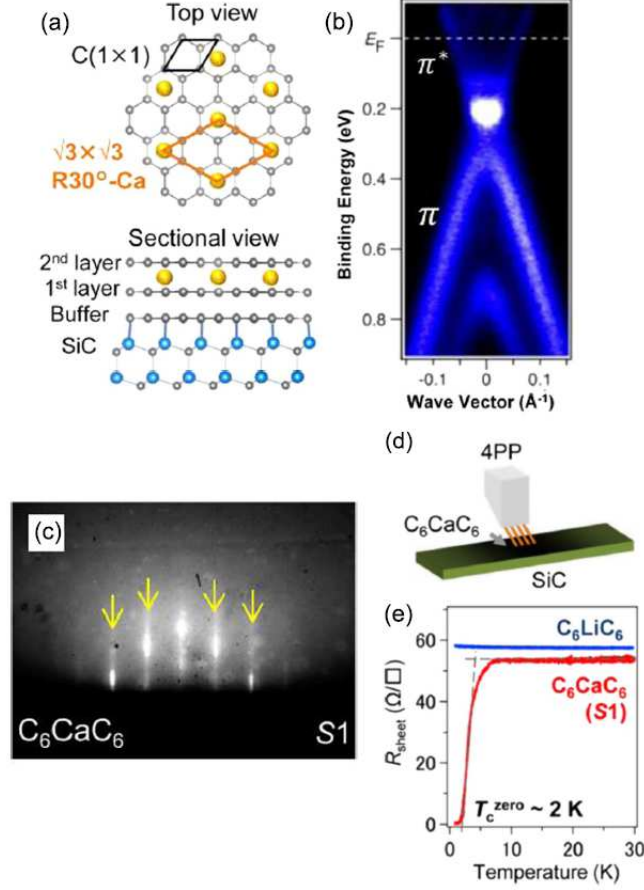 (a)
Top view
C(1×1)
√3×√3
R30°-Ca
Sectional view
2nd layer
1st layer
Buffer
SiC
(b)
EF
π*
π
0.2
0.4
0.6
0.8
Binding Energy (eV)
-0.1
0
0.1
Wave Vector (Å-1)
(c)
C6CaC6
S1
(d)
4PP
C6CaC6
SiC
(e)
60
40
20
0
Rsheet (Ω/□)
C6LiC6
C6CaC6
(S1)
Tczero ~ 2 K
0
10
20
30
Temperature (K)